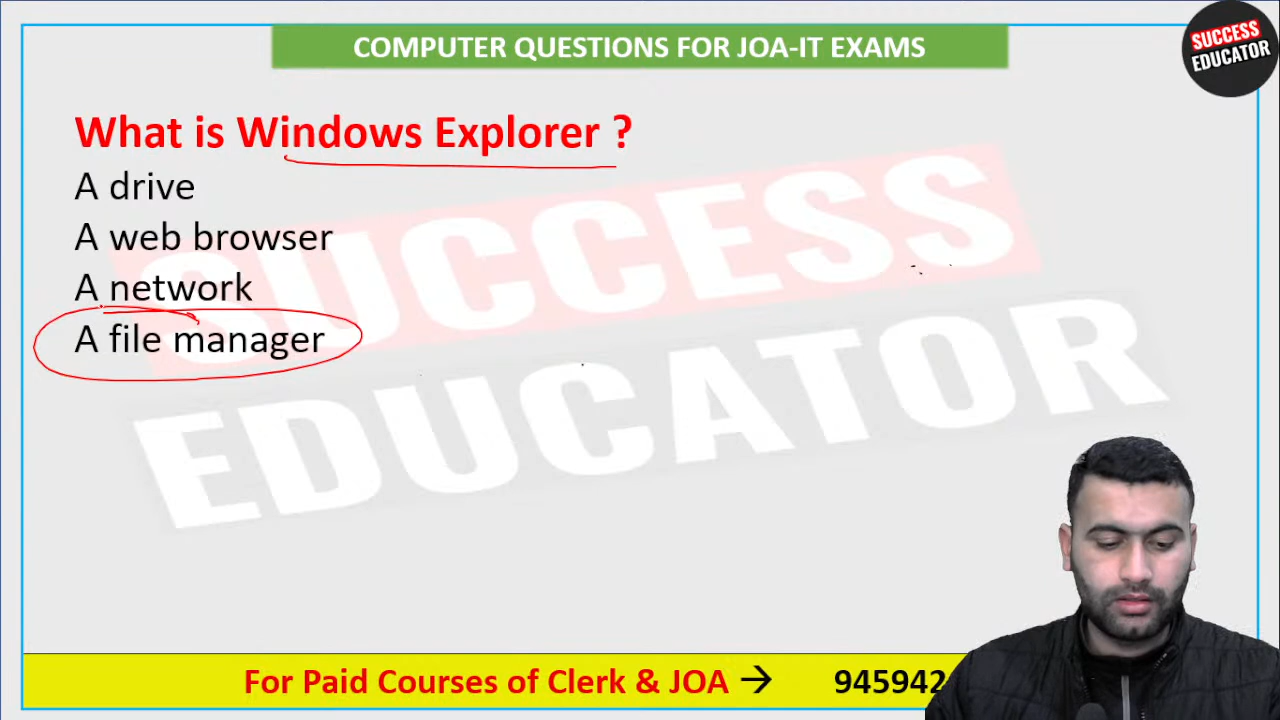 COMPUTER QUESTIONS FOR JOA-IT EXAMS
SUCCESS
EDUCATOR
What is Windows Explorer ?
A drive
A web browser
A network
A file manager
SUCCESS
EDUCATOR
For Paid Courses of Clerk & JOA → 945942